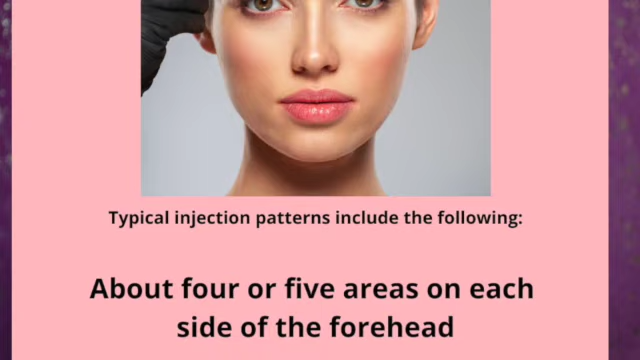 Typical injection patterns include the following:
About four or five areas on each
side of the forehead